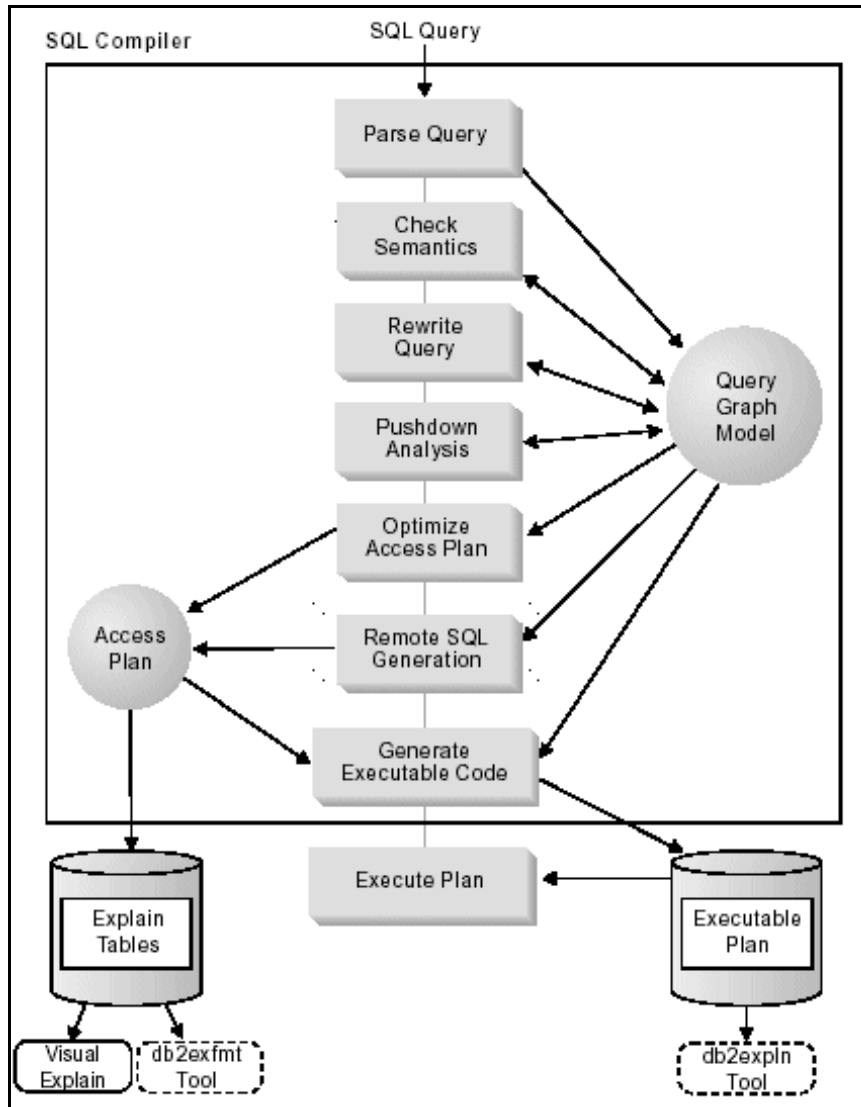 SQL Query
SQL Compiler
Parse Query
Check
Semantics
Rewrite
Query
Query
Graph
Model
Pushdown
Analysis
Optimize
Access Plan
Access
Plan
Remote SQL
Generation
Generate
Executable Code
Execute Plan
Explain
Tables
Executable
Plan
Visual
Explain
db2exfmt
Tool
db2expln
Tool